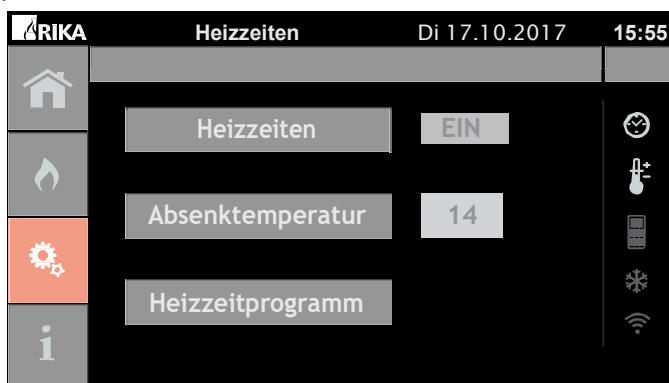 RIKA Heizzeiten Di 17.10.2017 15:55
Heizzeiten EIN
Absenktemperatur 14
Heizzeitprogramm
i